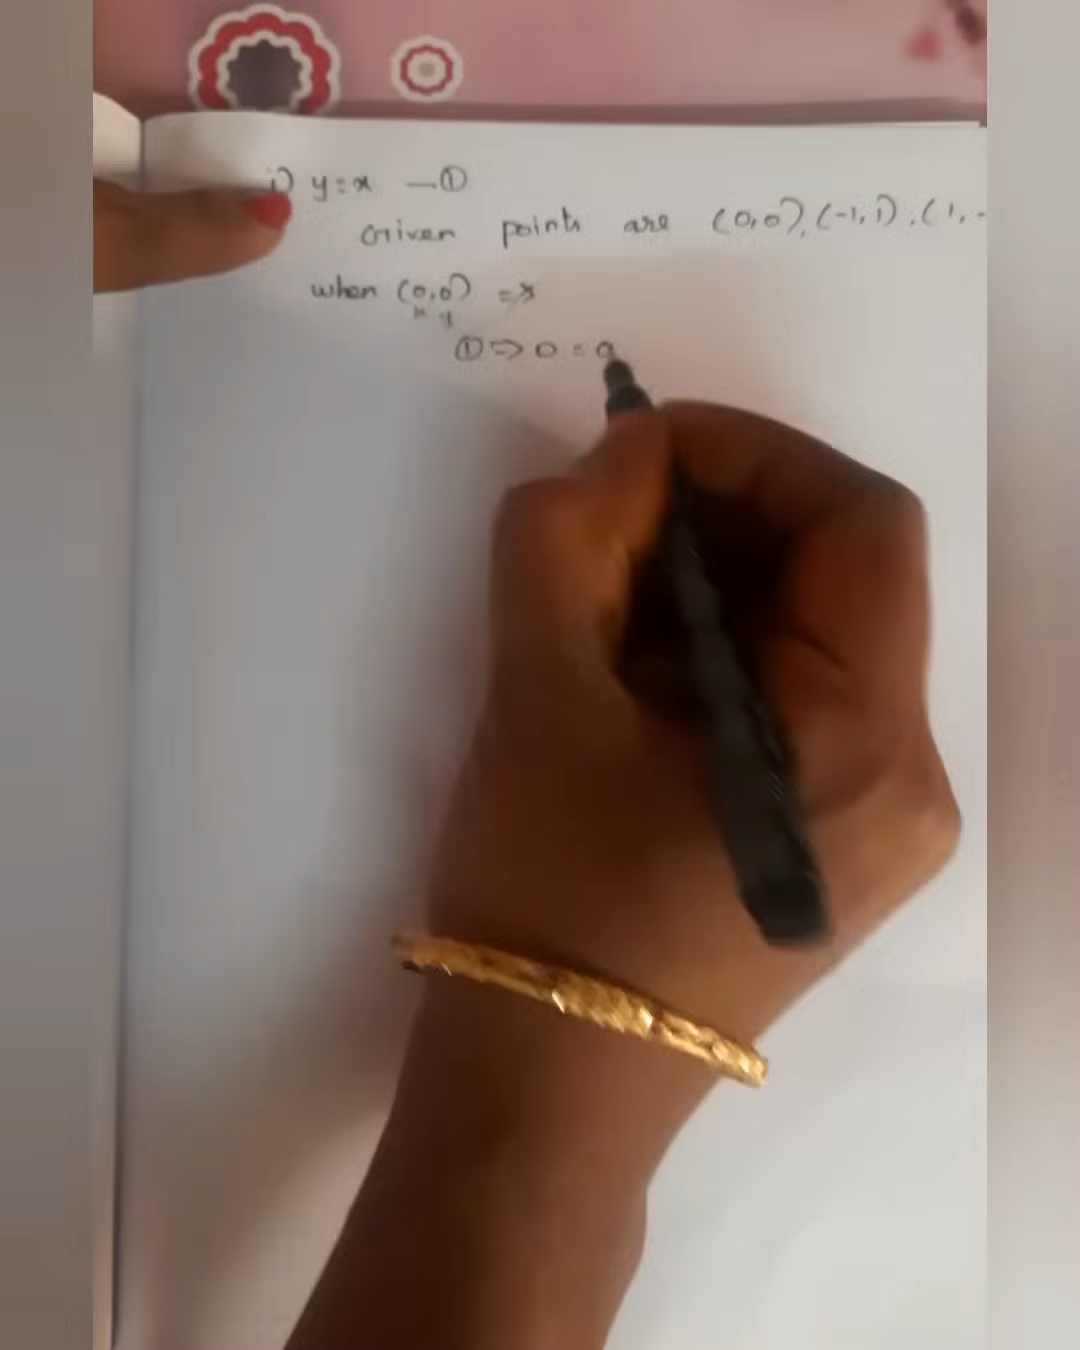 i) y=x —①
Given points are (0,0), (-1,1), (1,-
when (0,0) =>
x y
①=> 0 = 0